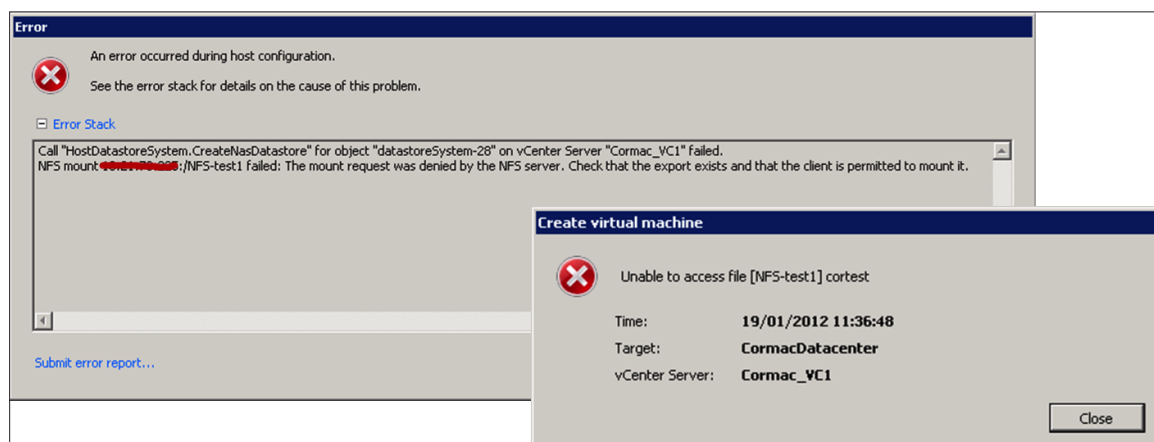 Error
An error occurred during host configuration.
See the error stack for details on the cause of this problem.
Error Stack
Call "HostDatastoreSystem.CreateNasDatastore" for object "datastoreSystem-28" on vCenter Server "Cormac_VC1" failed.
NFS mount :/NFS-test1 failed: The mount request was denied by the NFS server. Check that the export exists and that the client is permitted to mount it.
Submit error report...
Create virtual machine
Unable to access file [NFS-test1] cortest
Time: 19/01/2012 11:36:48
Target: CormacDatacenter
vCenter Server: Cormac_VC1
Close